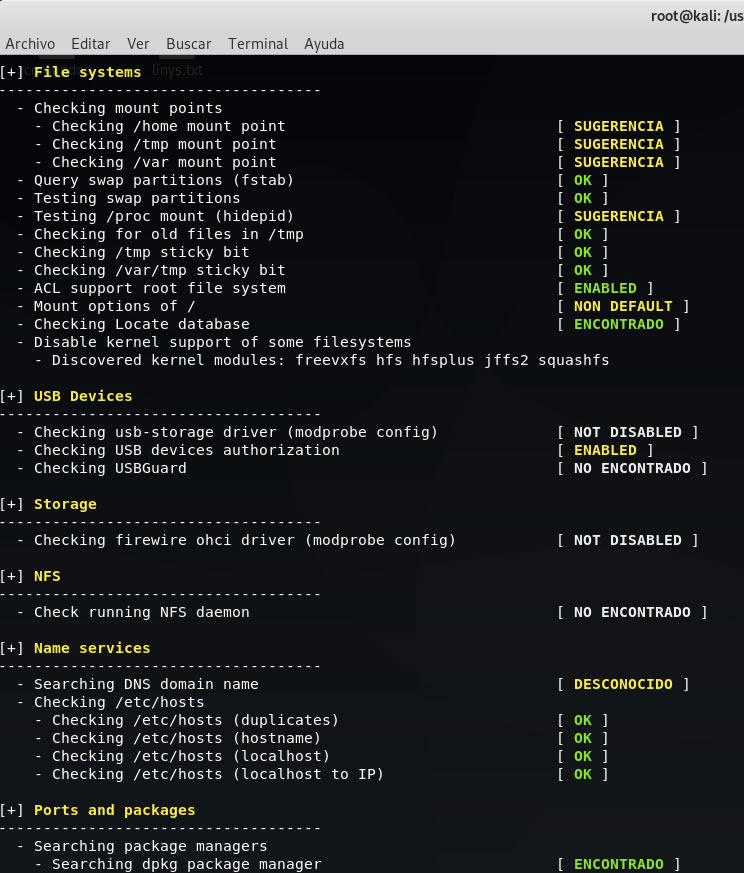 root@kali: /us
Archivo Editar Ver Buscar Terminal Ayuda
linys.txt
[+] File systems
------------------------------------
  - Checking mount points
    - Checking /home mount point                              [ SUGERENCIA ]
    - Checking /tmp mount point                               [ SUGERENCIA ]
    - Checking /var mount point                               [ SUGERENCIA ]
  - Query swap partitions (fstab)                             [ OK ]
  - Testing swap partitions                                   [ OK ]
  - Testing /proc mount (hidepid)                             [ SUGERENCIA ]
  - Checking for old files in /tmp                            [ OK ]
  - Checking /tmp sticky bit                                  [ OK ]
  - Checking /var/tmp sticky bit                              [ OK ]
  - ACL support root file system                              [ ENABLED ]
  - Mount options of /                                        [ NON DEFAULT ]
  - Checking Locate database                                  [ ENCONTRADO ]
  - Disable kernel support of some filesystems
    - Discovered kernel modules: freevxfs hfs hfsplus jffs2 squashfs
[+] USB Devices
------------------------------------
  - Checking usb-storage driver (modprobe config)             [ NOT DISABLED ]
  - Checking USB devices authorization                        [ ENABLED ]
  - Checking USBGuard                                         [ NO ENCONTRADO ]
[+] Storage
------------------------------------
  - Checking firewire ohci driver (modprobe config)           [ NOT DISABLED ]
[+] NFS
------------------------------------
  - Check running NFS daemon                                  [ NO ENCONTRADO ]
[+] Name services
------------------------------------
  - Searching DNS domain name                                 [ DESCONOCIDO ]
  - Checking /etc/hosts
    - Checking /etc/hosts (duplicates)                        [ OK ]
    - Checking /etc/hosts (hostname)                          [ OK ]
    - Checking /etc/hosts (localhost)                         [ OK ]
    - Checking /etc/hosts (localhost to IP)                   [ OK ]
[+] Ports and packages
------------------------------------
  - Searching package managers
    - Searching dpkg package manager                          [ ENCONTRADO ]